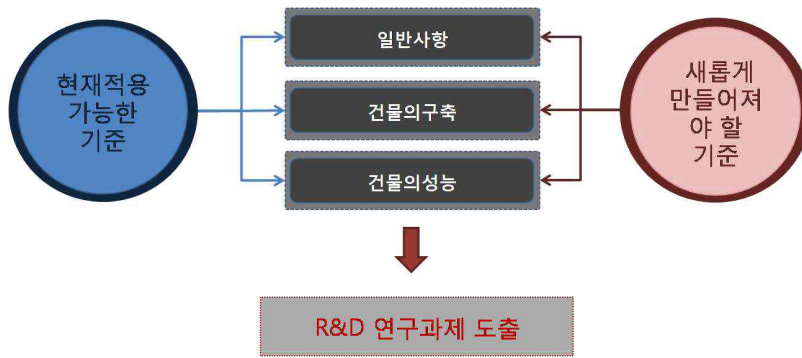 현재적용
가능한
기준
일반사항
건물의구축
건물의성능
새롭게
만들어져
야 할
기준
R&D 연구과제 도출